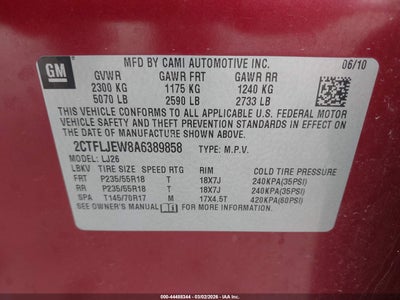 MFD BY CAMI AUTOMOTIVE INC.
06/10
GM
GVWR GAWR FRT GAWR RR
2300 KG 1175 KG 1240 KG
5070 LB 2590 LB 2733 LB
THIS VEHICLE CONFORMS TO ALL APPLICABLE U.S. FEDERAL MOTOR
VEHICLE SAFETY AND THEFT PREVENTION STANDARDS IN
EFFECT ON THE DATE OF MANUFACTURE SHOWN ABOVE.
2CTFLJEW8A6389858 TYPE: M.P.V.
MODEL: LJ26
LBKV TIRE SIZE SPEED RTG RIM COLD TIRE PRESSURE
FRT P235/55R18 T 18X7J 240KPA(35PSI)
RR P235/55R18 T 18X7J 240KPA(35PSI)
SPA T145/70R17 M 17X4.5T 420KPA(60PSI)
SEE OWNER'S MANUAL FOR MORE INFORMATION.
000-44488344 - 03/02/2026 - IAA